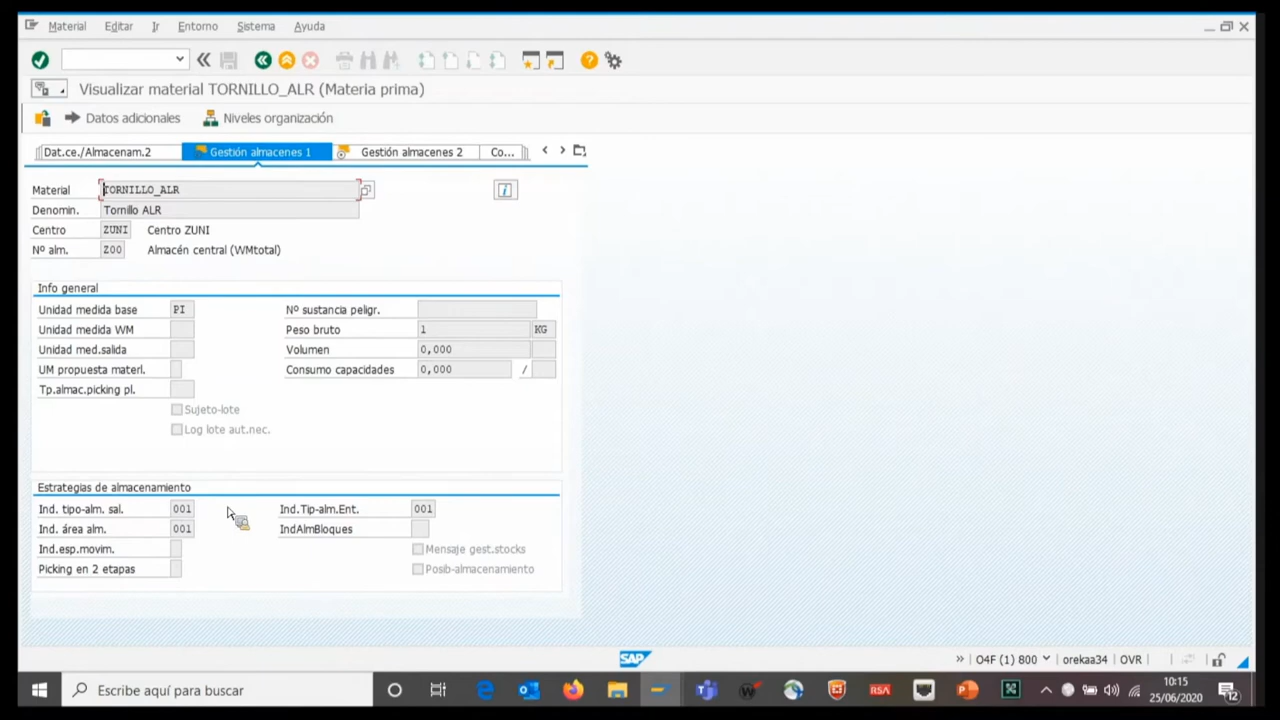 Material Editar Ir Entorno Sistema Ayuda
Visualizar material TORNILLO_ALR (Materia prima)
Datos adicionales Niveles organización
Dat.ce./Almacenam.2 Gestión almacenes 1 Gestión almacenes 2 Co...
Material TORNILLO_ALR
Denomin. Tornillo ALR
Centro ZUNI Centro ZUNI
Nº alm. Z00 Almacén central (WMtotal)
Info general
Unidad medida base PI Nº sustancia peligr.
Unidad medida WM Peso bruto 1 KG
Unidad med.salida Volumen 0,000
UM propuesta materl. Consumo capacidades 0,000 /
Tp.almac.picking pl.
Sujeto-lote
Log lote aut.nec.
Estrategias de almacenamiento
Ind. tipo-alm. sal. 001 Ind.Tip-alm.Ent. 001
Ind. área alm. 001 IndAlmBloques
Ind.esp.movim. Mensaje gest.stocks
Picking en 2 etapas Posib-almacenamiento
SAP O4F (1) 800 orekaa34 OVR
Escribe aquí para buscar RSA 10:15
25/06/2020 12